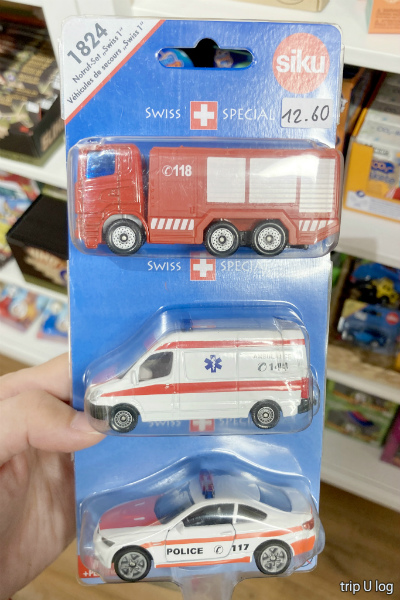 1824
Notruf-Set „Swiss 1"
Véhicules de secours „Swiss 1"
siku
SWISS SPECIAL
12.60
✆118
SWISS SPECIAL
POLICE ✆ 117
trip U log